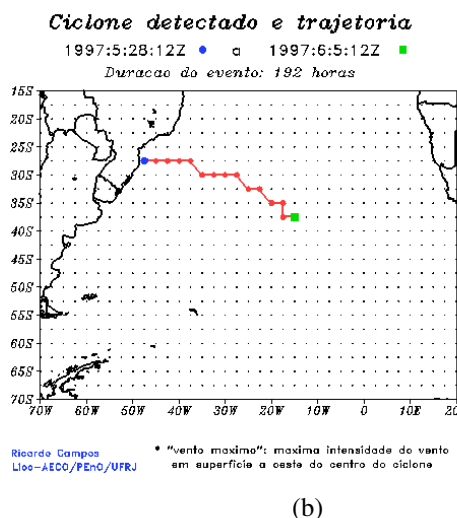 Ciclone detectado e trajetoria
1997:5:28:12Z a 1997:6:5:12Z
Duracao do evento: 192 horas
15S
20S
25S
30S
35S
40S
45S
50S
55S
60S
65S
70S
70W 60W 50W 40W 30W 20W 10W 0 10E 20E
Ricardo Campos
Lioc-AECO/PEnO/UFRJ
* "vento maximo": maxima intensidade do vento
em superficie a oeste do centro do ciclone
(b)